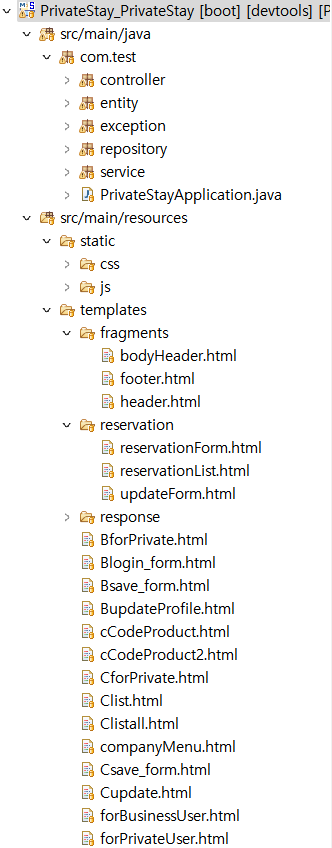 PrivateStay_PrivateStay [boot] [devtools] [P
src/main/java
com.test
controller
entity
exception
repository
service
PrivateStayApplication.java
src/main/resources
static
css
js
templates
fragments
bodyHeader.html
footer.html
header.html
reservation
reservationForm.html
reservationList.html
updateForm.html
response
BforPrivate.html
Blogin_form.html
Bsave_form.html
BupdateProfile.html
cCodeProduct.html
cCodeProduct2.html
CforPrivate.html
Clist.html
Clistall.html
companyMenu.html
Csave_form.html
Cupdate.html
forBusinessUser.html
forPrivateUser.html